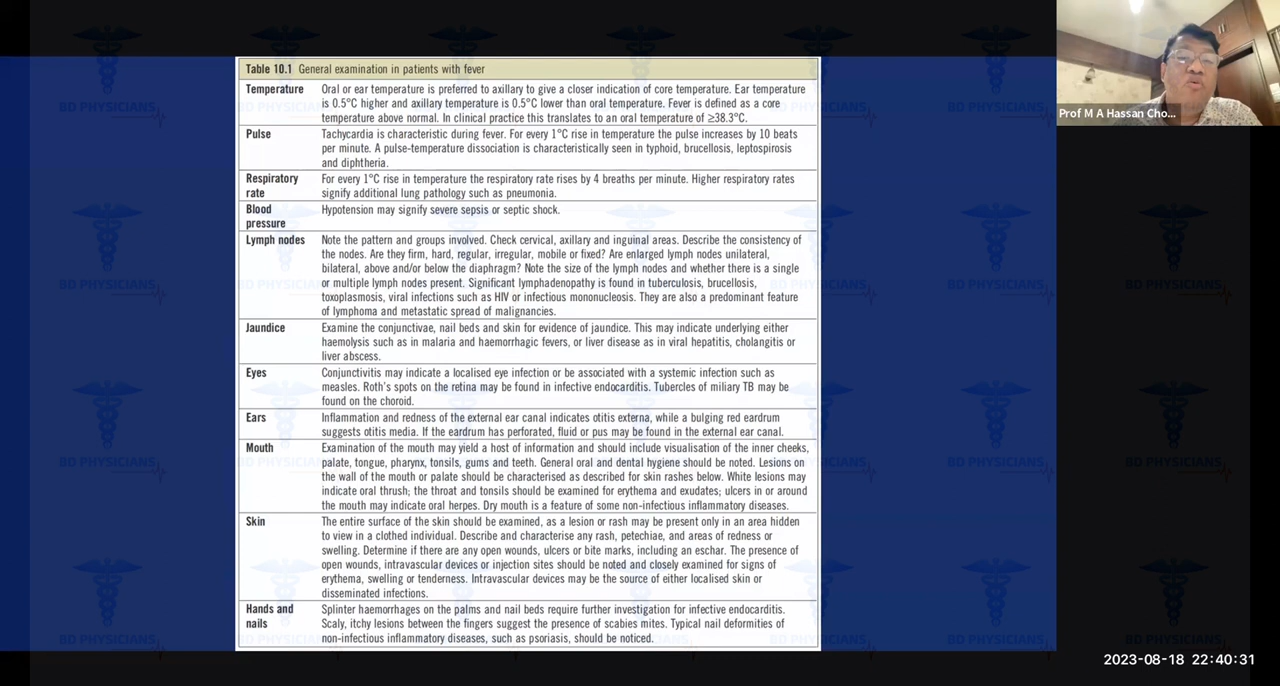 Table 10.1 General examination in patients with fever
Temperature
Oral or ear temperature is preferred to axillary to give a closer indication of core temperature. Ear temperature
is 0.5°C higher and axillary temperature is 0.5°C lower than oral temperature. Fever is defined as a core
temperature above normal. In clinical practice this translates to an oral temperature of ≥38.3°C.
Pulse
Tachycardia is characteristic during fever. For every 1°C rise in temperature the pulse increases by 10 beats
per minute. A pulse-temperature dissociation is characteristically seen in typhoid, brucellosis, leptospirosis
and diphtheria.
Respiratory
rate
For every 1°C rise in temperature the respiratory rate rises by 4 breaths per minute. Higher respiratory rates
signify additional lung pathology such as pneumonia.
Blood
pressure
Hypotension may signify severe sepsis or septic shock.
Lymph nodes
Note the pattern and groups involved. Check cervical, axillary and inguinal areas. Describe the consistency of
the nodes. Are they firm, hard, regular, irregular, mobile or fixed? Are enlarged lymph nodes unilateral,
bilateral, above and/or below the diaphragm? Note the size of the lymph nodes and whether there is a single
or multiple lymph nodes present. Significant lymphadenopathy is found in tuberculosis, brucellosis,
toxoplasmosis, viral infections such as HIV or infectious mononucleosis. They are also a predominant feature
of lymphoma and metastatic spread of malignancies.
Jaundice
Examine the conjunctivae, nail beds and skin for evidence of jaundice. This may indicate underlying either
haemolysis such as in malaria and haemorrhagic fevers, or liver disease as in viral hepatitis, cholangitis or
liver abscess.
Eyes
Conjunctivitis may indicate a localised eye infection or be associated with a systemic infection such as
measles. Roth's spots on the retina may be found in infective endocarditis. Tubercles of miliary TB may be
found on the choroid.
Ears
Inflammation and redness of the external ear canal indicates otitis externa, while a bulging red eardrum
suggests otitis media. If the eardrum has perforated, fluid or pus may be found in the external ear canal.
Mouth
Examination of the mouth may yield a host of information and should include visualisation of the inner cheeks,
palate, tongue, pharynx, tonsils, gums and teeth. General oral and dental hygiene should be noted. Lesions on
the wall of the mouth or palate should be characterised as described for skin rashes below. White lesions may
indicate oral thrush; the throat and tonsils should be examined for erythema and exudates; ulcers in or around
the mouth may indicate oral herpes. Dry mouth is a feature of some non-infectious inflammatory diseases.
Skin
The entire surface of the skin should be examined, as a lesion or rash may be present only in an area hidden
to view in a clothed individual. Describe and characterise any rash, petechiae, and areas of redness or
swelling. Determine if there are any open wounds, ulcers or bite marks, including an eschar. The presence of
open wounds, intravascular devices or injection sites should be noted and closely examined for signs of
erythema, swelling or tenderness. Intravascular devices may be the source of either localised skin or
disseminated infections.
Hands and
nails
Splinter haemorrhages on the palms and nail beds require further investigation for infective endocarditis.
Scaly, itchy lesions between the fingers suggest the presence of scabies mites. Typical nail deformities of
non-infectious inflammatory diseases, such as psoriasis, should be noticed.
Prof M A Hassan Cho...
BD PHYSICIANS
BD PHYSICIANS
BD PHYSICIANS
BD PHYSICIANS
BD PHYSICIANS
BD PHYSICIANS
BD PHYSICIANS
BD PHYSICIANS
2023-08-18 22:40:31